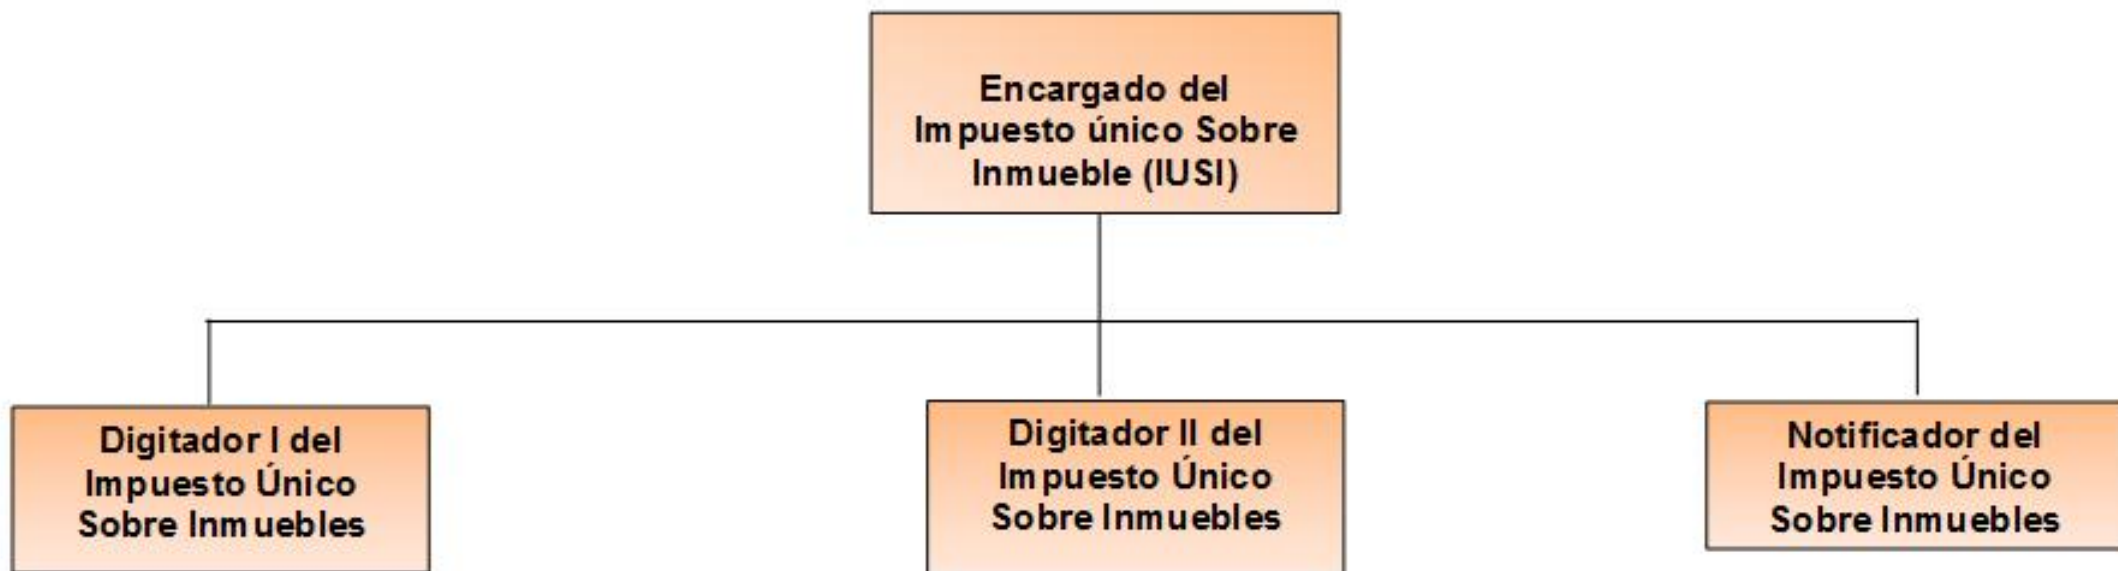 Encargado del
Impuesto único Sobre
Inmueble (IUSI)
Digitador I del
Impuesto Único
Sobre Inmuebles
Digitador II del
Impuesto Único
Sobre Inmuebles
Notificador del
Impuesto Único
Sobre Inmuebles